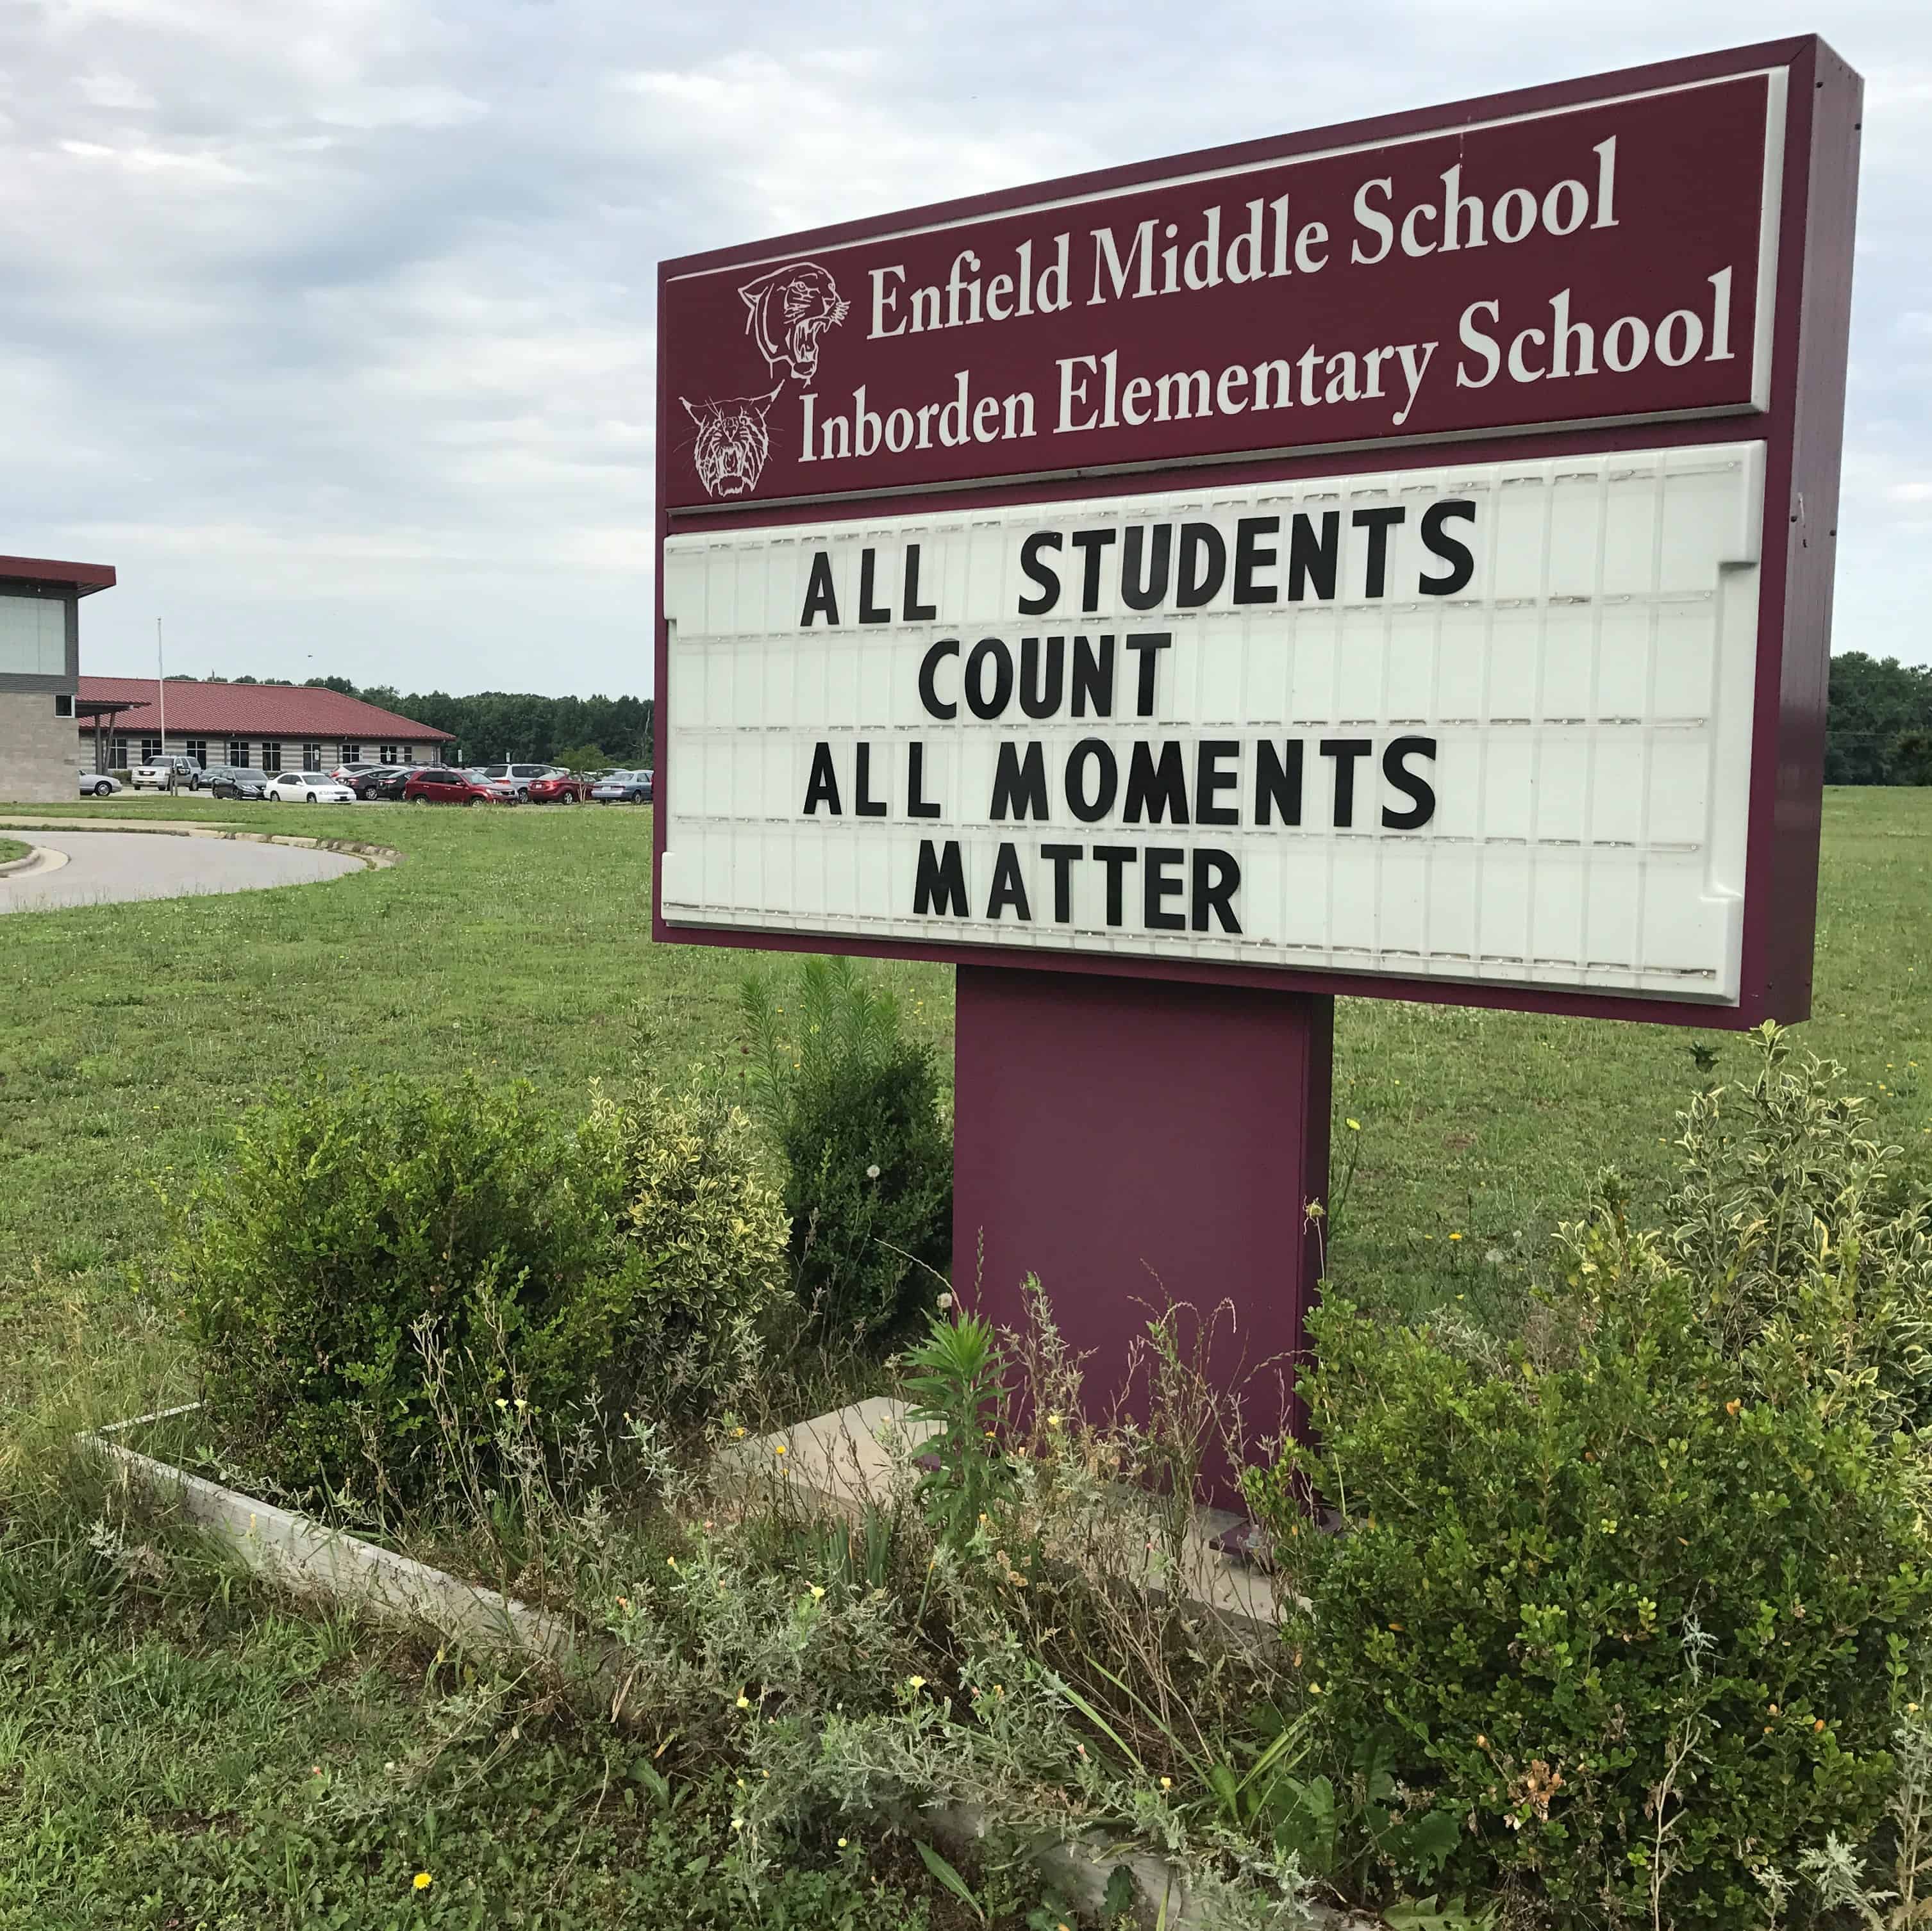 Enfield Middle School
Inborden Elementary School
ALL STUDENTS
COUNT
ALL MOMENTS
MATTER